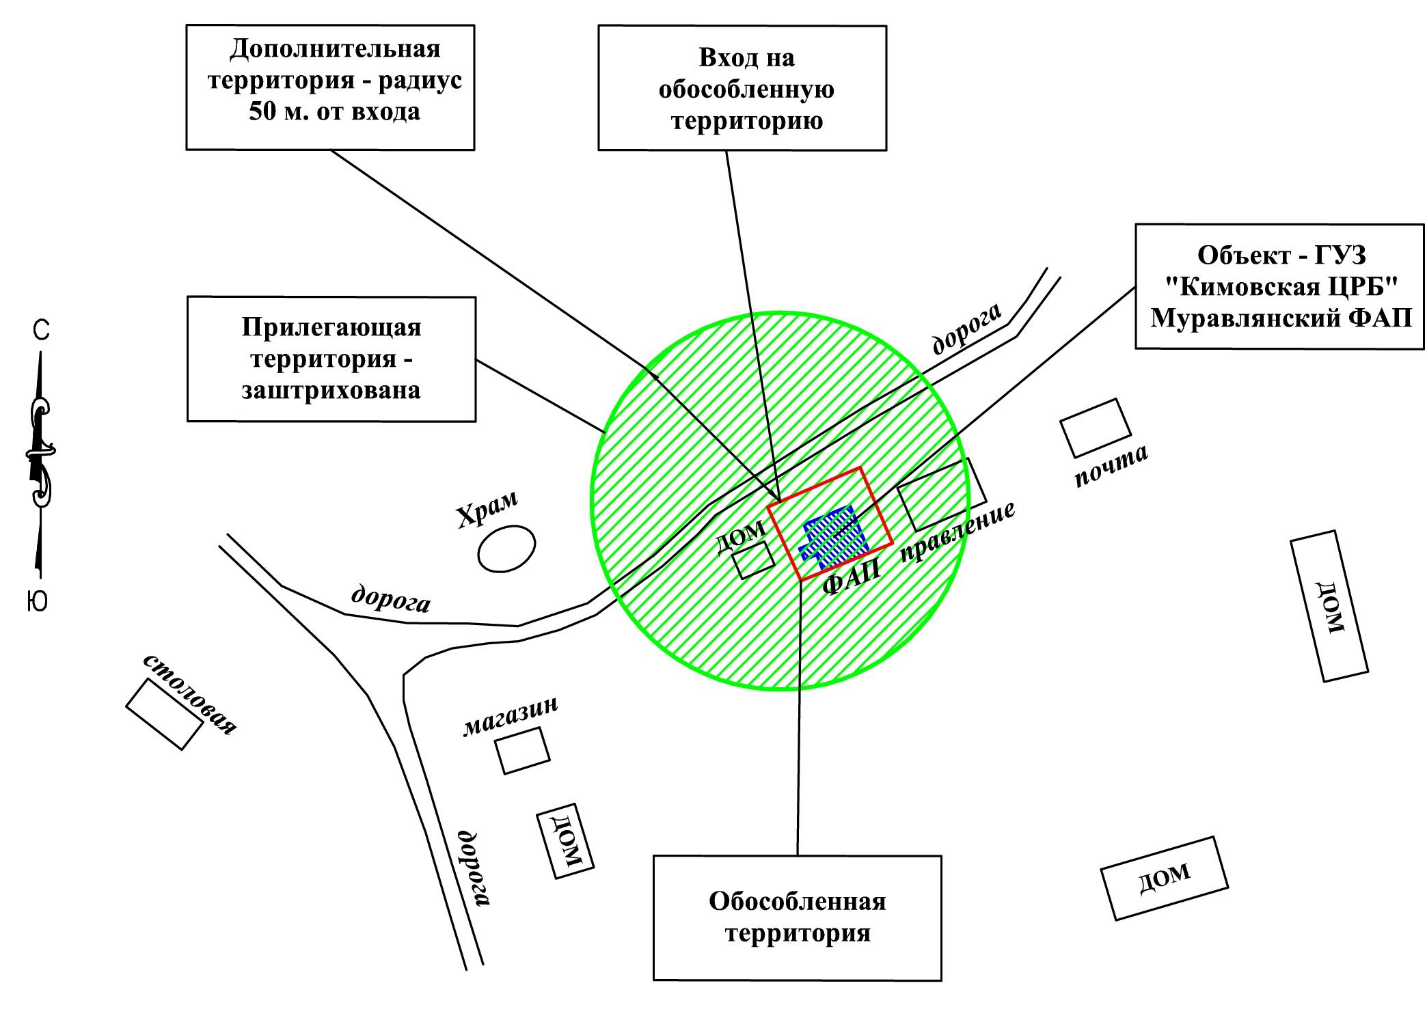 Дополнительная
территория - радиус
50 м. от входа
Вход на
обособленную
территорию
Объект - ГУЗ
"Кимовская ЦРБ"
Муравлянский ФАП
Прилегающая
территория -
заштрихована
С
Ю
дорога
почта
Храм
ДОМ
правление
ФАП
дорога
ДОМ
столовая
магазин
ДОМ
дорога
ДОМ
Обособленная
территория